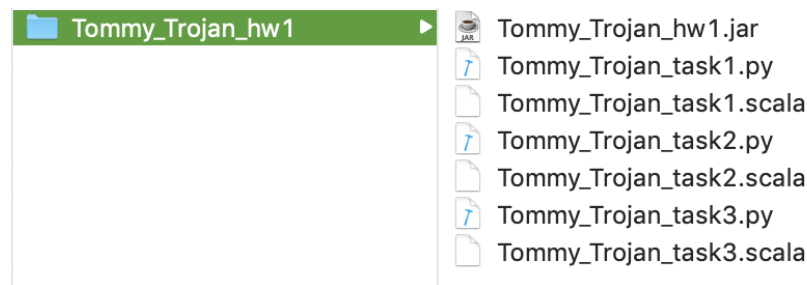 Tommy_Trojan_hw1
Tommy_Trojan_hw1.jar
JAR
Tommy_Trojan_task1.py
Tommy_Trojan_task1.scala
Tommy_Trojan_task2.py
Tommy_Trojan_task2.scala
Tommy_Trojan_task3.py
Tommy_Trojan_task3.scala